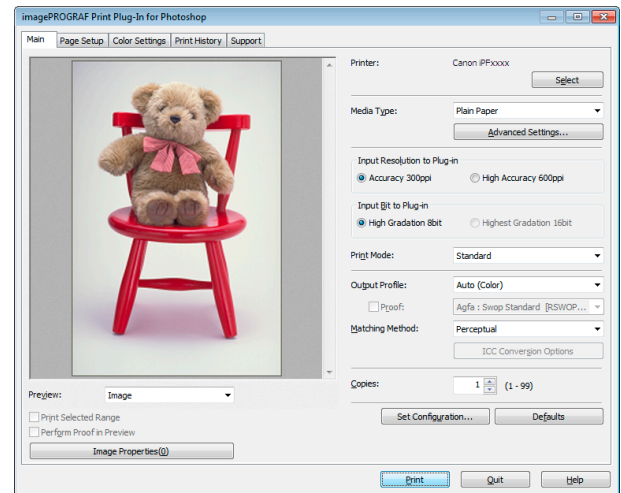 imagePROGRAF Print Plug-In for Photoshop
Main Page Setup Color Settings Print History Support
Printer: Canon iPFxxxx
Select
Media Type: Plain Paper
Advanced Settings...
Input Resolution to Plug-in
Accuracy 300ppi High Accuracy 600ppi
Input Bit to Plug-in
High Gradation 8bit Highest Gradation 16bit
Print Mode: Standard
Output Profile: Auto (Color)
Proof: Agfa : Swop Standard [RSWOP...
Matching Method: Perceptual
ICC Conversion Options
Copies: 1 (1 - 99)
Preview: Image
Print Selected Range
Perform Proof in Preview
Set Configuration... Defaults
Image Properties(O)
Print Quit Help